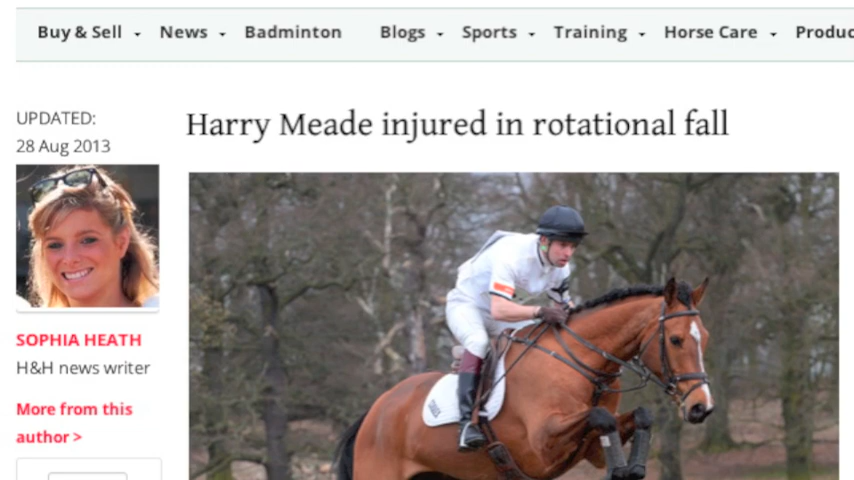 Buy & Sell News Badminton Blogs Sports Training Horse Care Produc
UPDATED:
28 Aug 2013
Harry Meade injured in rotational fall
SOPHIA HEATH
H&H news writer
More from this
author >